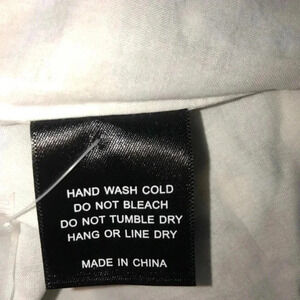 HAND WASH COLD
DO NOT BLEACH
DO NOT TUMBLE DRY
HANG OR LINE DRY
MADE IN CHINA